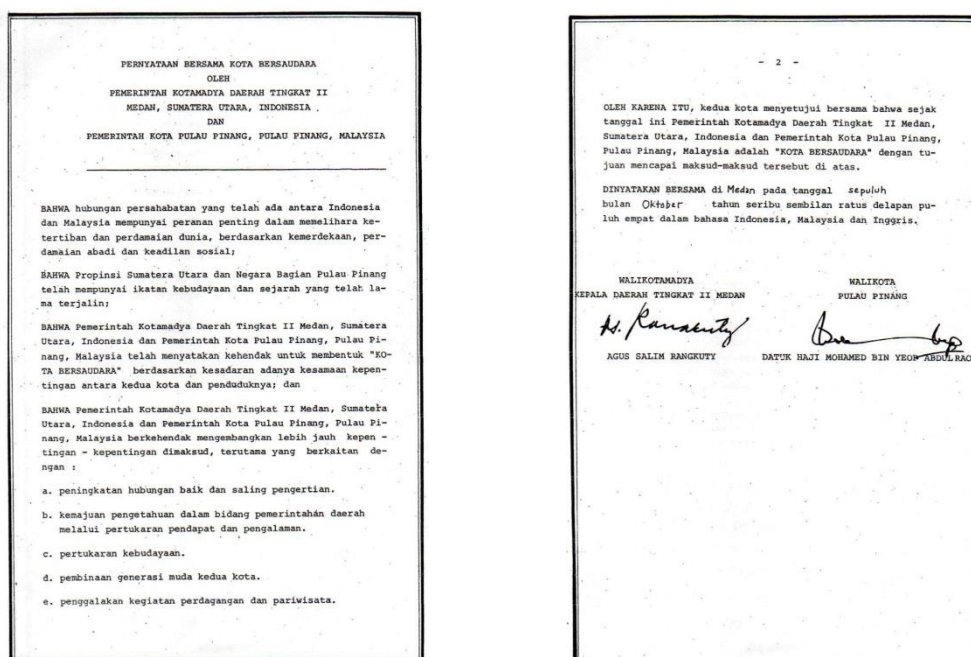 PERNYATAAN BERSAMA KOTA BERSAUDARA
OLEH
PEMERINTAH KOTAMADYA DAERAH TINGKAT II
MEDAN, SUMATERA UTARA, INDONESIA .
DAN
PEMERINTAH KOTA PULAU PINANG, PULAU PINANG, MALAYSIA
BAHWA hubungan persahabatan yang telah ada antara Indonesia
dan Malaysia mempunyai peranan penting dalam memelihara ke-
tertiban dan perdamaian dunia, berdasarkan kemerdekaan, per-
damaian abadi dan keadilan sosial;
BAHWA Propinsi Sumatera Utara dan Negara Bagian Pulau Pinang
telah mempunyai ikatan kebudayaan dan sejarah yang telah la-
ma terjalin;
BAHWA Pemerintah Kotamadya Daerah Tingkat II Medan, Sumatera
Utara, Indonesia dan Pemerintah Kota Pulau Pinang, Pulau Pi-
nang, Malaysia telah menyatakan kehendak untuk membentuk "KO-
TA BERSAUDARA" berdasarkan kesadaran adanya kesamaan kepen-
tingan antara kedua kota dan penduduknya; dan
BAHWA Pemerintah Kotamadya Daerah Tingkat II Medan, Sumatera
Utara, Indonesia dan Pemerintah Kota Pulau Pinang, Pulau Pi-
nang, Malaysia berkehendak mengembangkan lebih jauh kepen -
tingan - kepentingan dimaksud, terutama yang berkaitan de-
ngan :
a. peningkatan hubungan baik dan saling pengertian.
b. kemajuan pengetahuan dalam bidang pemerintahan daerah
melalui pertukaran pendapat dan pengalaman.
c. pertukaran kebudayaan.
d. pembinaan generasi muda kedua kota.
e. penggalakan kegiatan perdagangan dan pariwisata.
- 2 -
OLEH KARENA ITU, kedua kota menyetujui bersama bahwa sejak
tanggal ini Pemerintah Kotamadya Daerah Tingkat II Medan,
Sumatera Utara, Indonesia dan Pemerintah Kota Pulau Pinang,
Pulau Pinang, Malaysia adalah "KOTA BERSAUDARA" dengan tu-
juan mencapai maksud-maksud tersebut di atas.
DINYATAKAN BERSAMA di Medan pada tanggal sepuluh
bulan Oktober tahun seribu sembilan ratus delapan pu-
luh empat dalam bahasa Indonesia, Malaysia dan Inggris.
WALIKOTAMADYA
KEPALA DAERAH TINGKAT II MEDAN
AGUS SALIM RANGKUTY
WALIKOTA
PULAU PINANG
DATUK HAJI MOHAMED BIN YEOP ABDUL RAO